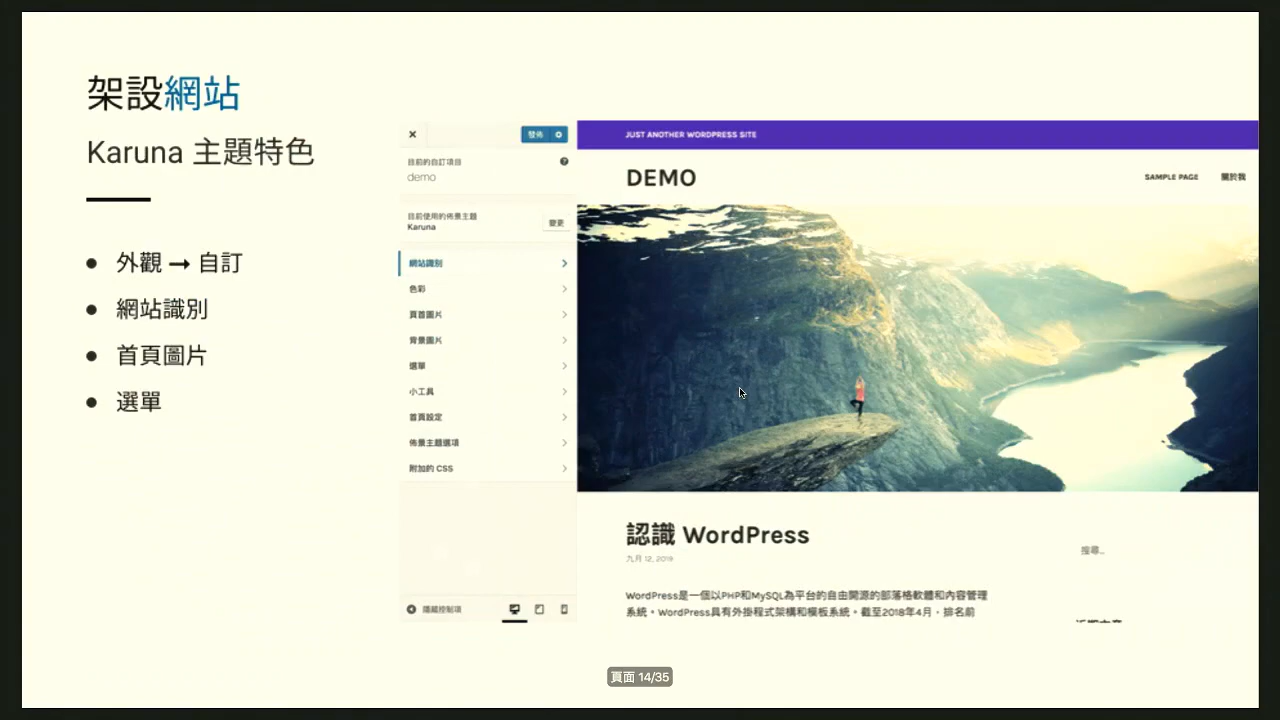 架設網站
Karuna 主題特色
外觀 → 自訂
網站識別
首頁圖片
選單
發佈
目前的自訂項目
demo
目前使用的佈景主題
Karuna
變更
網站識別
色彩
頁首圖片
背景圖片
選單
小工具
首頁設定
佈景主題選項
附加的 CSS
隱藏控制項
JUST ANOTHER WORDPRESS SITE
DEMO
SAMPLE PAGE
關於我
認識 WordPress
九月 12, 2019
搜尋...
WordPress是一個以PHP和MySQL為平台的自由開源的部落格軟體和內容管理
系統。WordPress具有外掛程式架構和模板系統。截至2018年4月，排名前
頁面 14/35